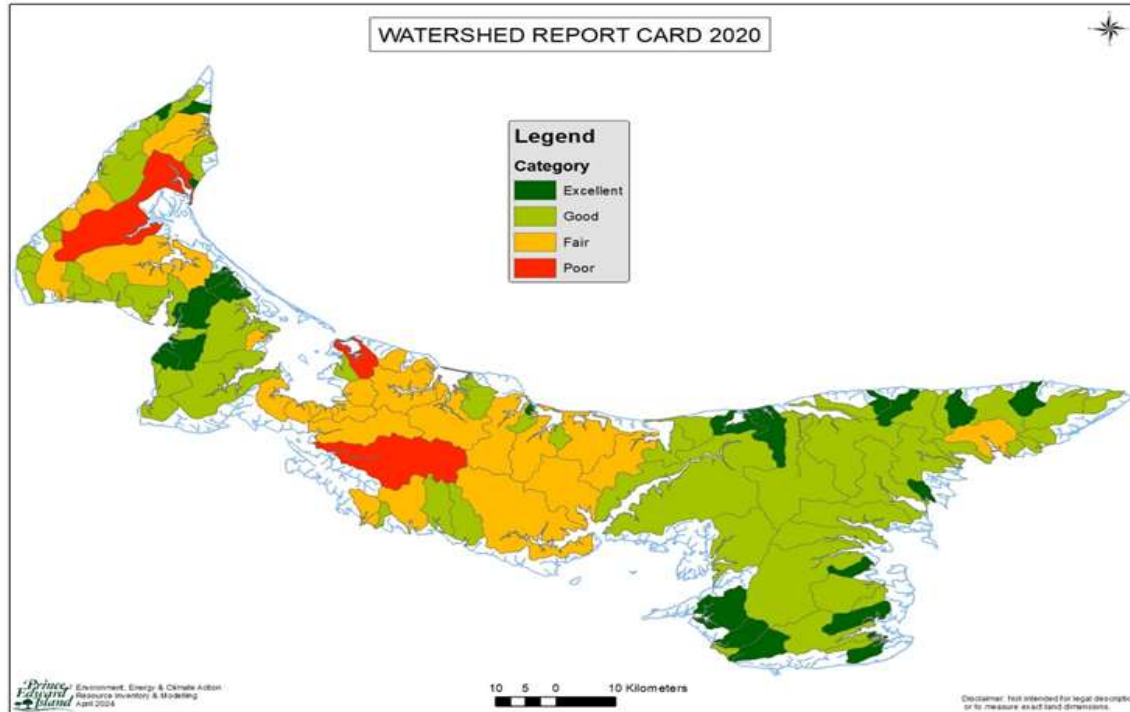 WATERSHED REPORT CARD 2020
Legend
Category
Excellent
Good
Fair
Poor
Prince
Edward
Island
Environment, Energy & Climate Action
Resource Inventory & Modelling
April 2024
10 5 0 10 Kilometers
Disclaimer: Not intended for legal descriptio
or to measure exact land dimensions.